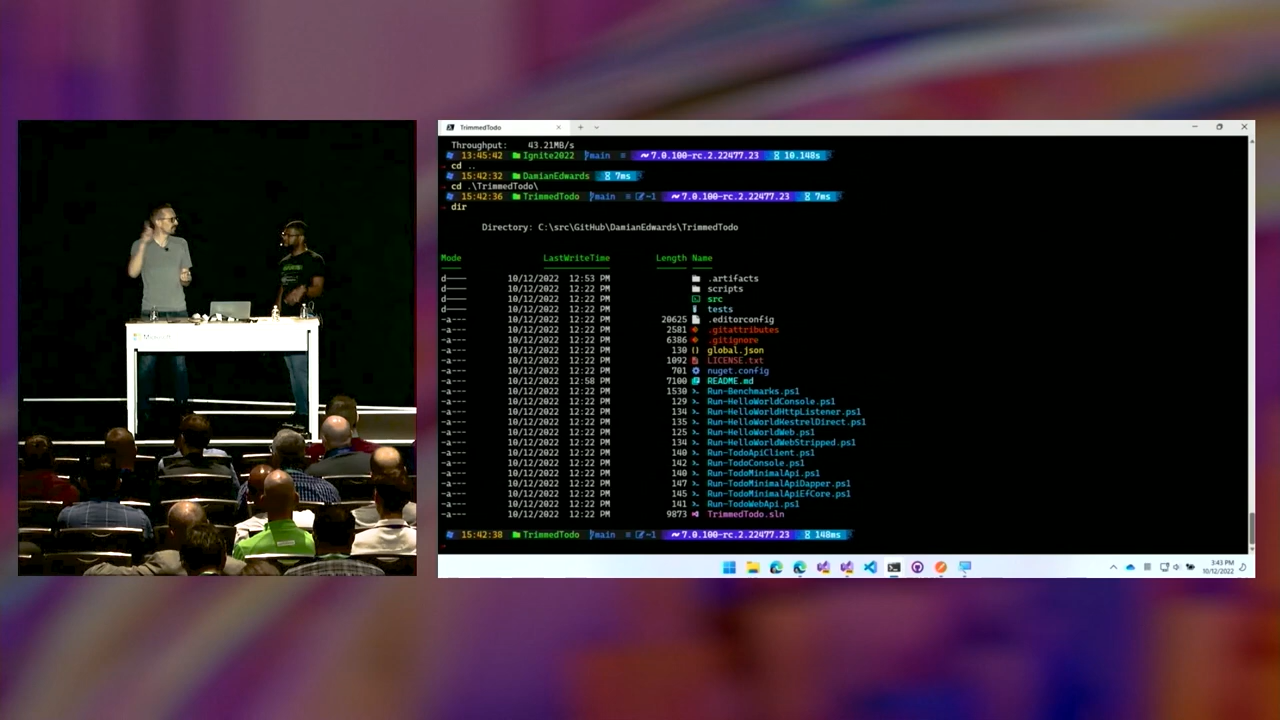 TrimmedTodo
Throughput: 43.21MB/s
13:45:42 Ignite2022 main ≡ 7.0.100-rc.2.22477.23 10.148s
cd ..
15:42:32 DamianEdwards 7ms
cd .\TrimmedTodo\
15:42:36 TrimmedTodo main ≡ ~1 7.0.100-rc.2.22477.23 7ms
dir
Directory: C:\src\GitHub\DamianEdwards\TrimmedTodo
Mode LastWriteTime Length Name
d---- 10/12/2022 12:53 PM .artifacts
d---- 10/12/2022 12:22 PM scripts
d---- 10/12/2022 12:22 PM src
d---- 10/12/2022 12:22 PM tests
-a--- 10/12/2022 12:22 PM 20625 .editorconfig
-a--- 10/12/2022 12:22 PM 2581 .gitattributes
-a--- 10/12/2022 12:22 PM 6386 .gitignore
-a--- 10/12/2022 12:22 PM 130 global.json
-a--- 10/12/2022 12:22 PM 1092 LICENSE.txt
-a--- 10/12/2022 12:22 PM 701 nuget.config
-a--- 10/12/2022 12:58 PM 7100 README.md
-a--- 10/12/2022 12:22 PM 1530 Run-Benchmarks.ps1
-a--- 10/12/2022 12:22 PM 129 Run-HelloWorldConsole.ps1
-a--- 10/12/2022 12:22 PM 134 Run-HelloWorldHttpListener.ps1
-a--- 10/12/2022 12:22 PM 135 Run-HelloWorldKestrelDirect.ps1
-a--- 10/12/2022 12:22 PM 125 Run-HelloWorldWeb.ps1
-a--- 10/12/2022 12:22 PM 134 Run-HelloWorldWebStripped.ps1
-a--- 10/12/2022 12:22 PM 140 Run-TodoApiClient.ps1
-a--- 10/12/2022 12:22 PM 142 Run-TodoConsole.ps1
-a--- 10/12/2022 12:22 PM 140 Run-TodoMinimalApi.ps1
-a--- 10/12/2022 12:22 PM 147 Run-TodoMinimalApiDapper.ps1
-a--- 10/12/2022 12:22 PM 145 Run-TodoMinimalApiEfCore.ps1
-a--- 10/12/2022 12:22 PM 141 Run-TodoWebApi.ps1
-a--- 10/12/2022 12:22 PM 9873 TrimmedTodo.sln
15:42:38 TrimmedTodo main ≡ ~1 7.0.100-rc.2.22477.23 148ms
3:43 PM
10/12/2022
Microsoft